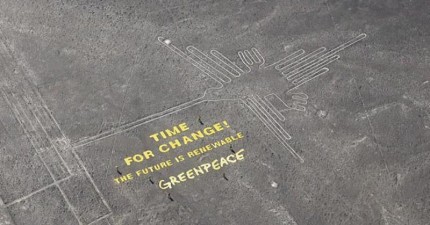 TIME
FOR CHANGE!
THE FUTURE IS RENEWABLE
GREENPEACE